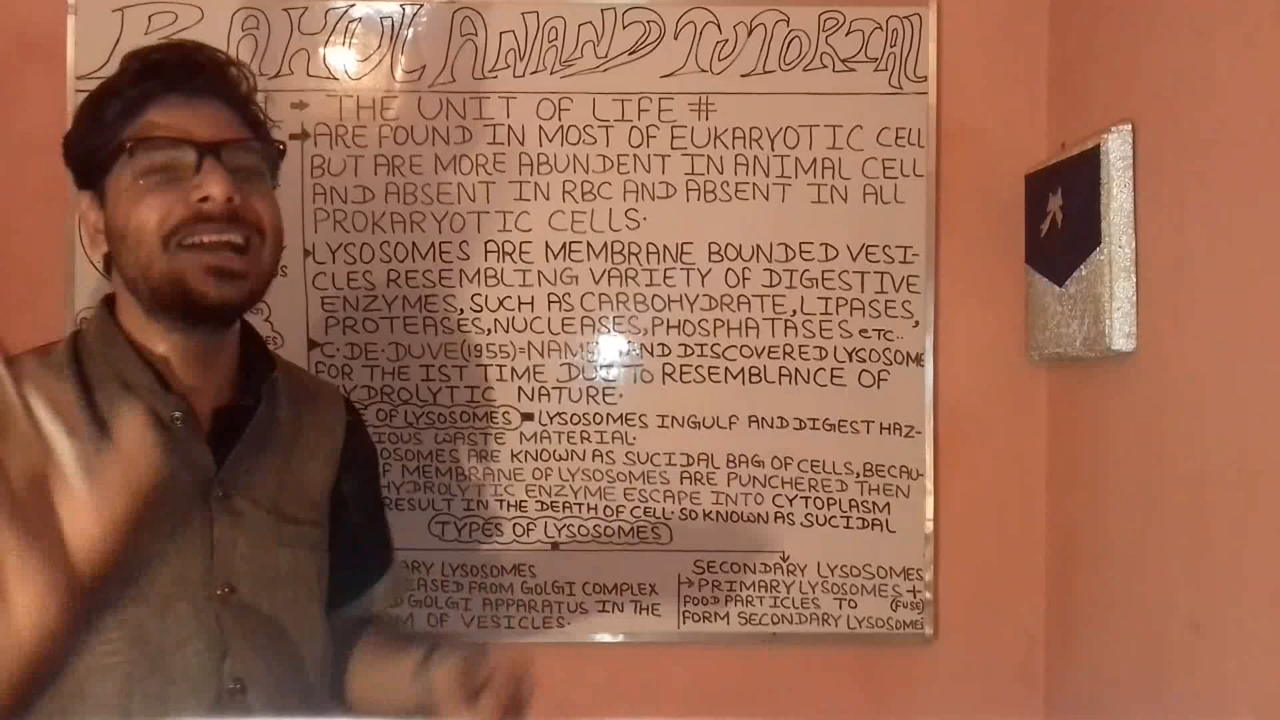 RAHUL ANAND TUTORIAL
THE UNIT OF LIFE #
ARE FOUND IN MOST OF EUKARYOTIC CELL
BUT ARE MORE ABUNDENT IN ANIMAL CELL
AND ABSENT IN RBC AND ABSENT IN ALL
PROKARYOTIC CELLS.
LYSOSOMES ARE MEMBRANE BOUNDED VESI-
CLES RESEMBLING VARIETY OF DIGESTIVE
ENZYMES, SUCH AS CARBOHYDRATE, LIPASES,
PROTEASES, NUCLEASES, PHOSPHATASES ETC..
C. DE. DUVE (1955)= AND DISCOVERED LYSOSOME
FOR THE IST TIME DUE TO RESEMBLANCE OF
HYDROLYTIC NATURE.
OF LYSOSOMES = LYSOSOMES INGULF AND DIGEST HAZ-
IOUS WASTE MATERIAL.
OSOMES ARE KNOWN AS SUCIDAL BAG OF CELLS, BECAU-
F MEMBRANE OF LYSOSOMES ARE PUNCHERED THEN
HYDROLYTIC ENZYME ESCAPE INTO CYTOPLASM
RESULT IN THE DEATH OF CELL. SO KNOWN AS SUCIDAL
TYPES OF LYSOSOMES
ARY LYSOSOMES
EASED FROM GOLGI COMPLEX
GOLGI APPARATUS IN THE
M OF VESICLES.
SECONDARY LYSOSOMES
PRIMARY LYSOSOMES +
FOOD PARTICLES TO (FUSE)
FORM SECONDARY LYSOSOMES